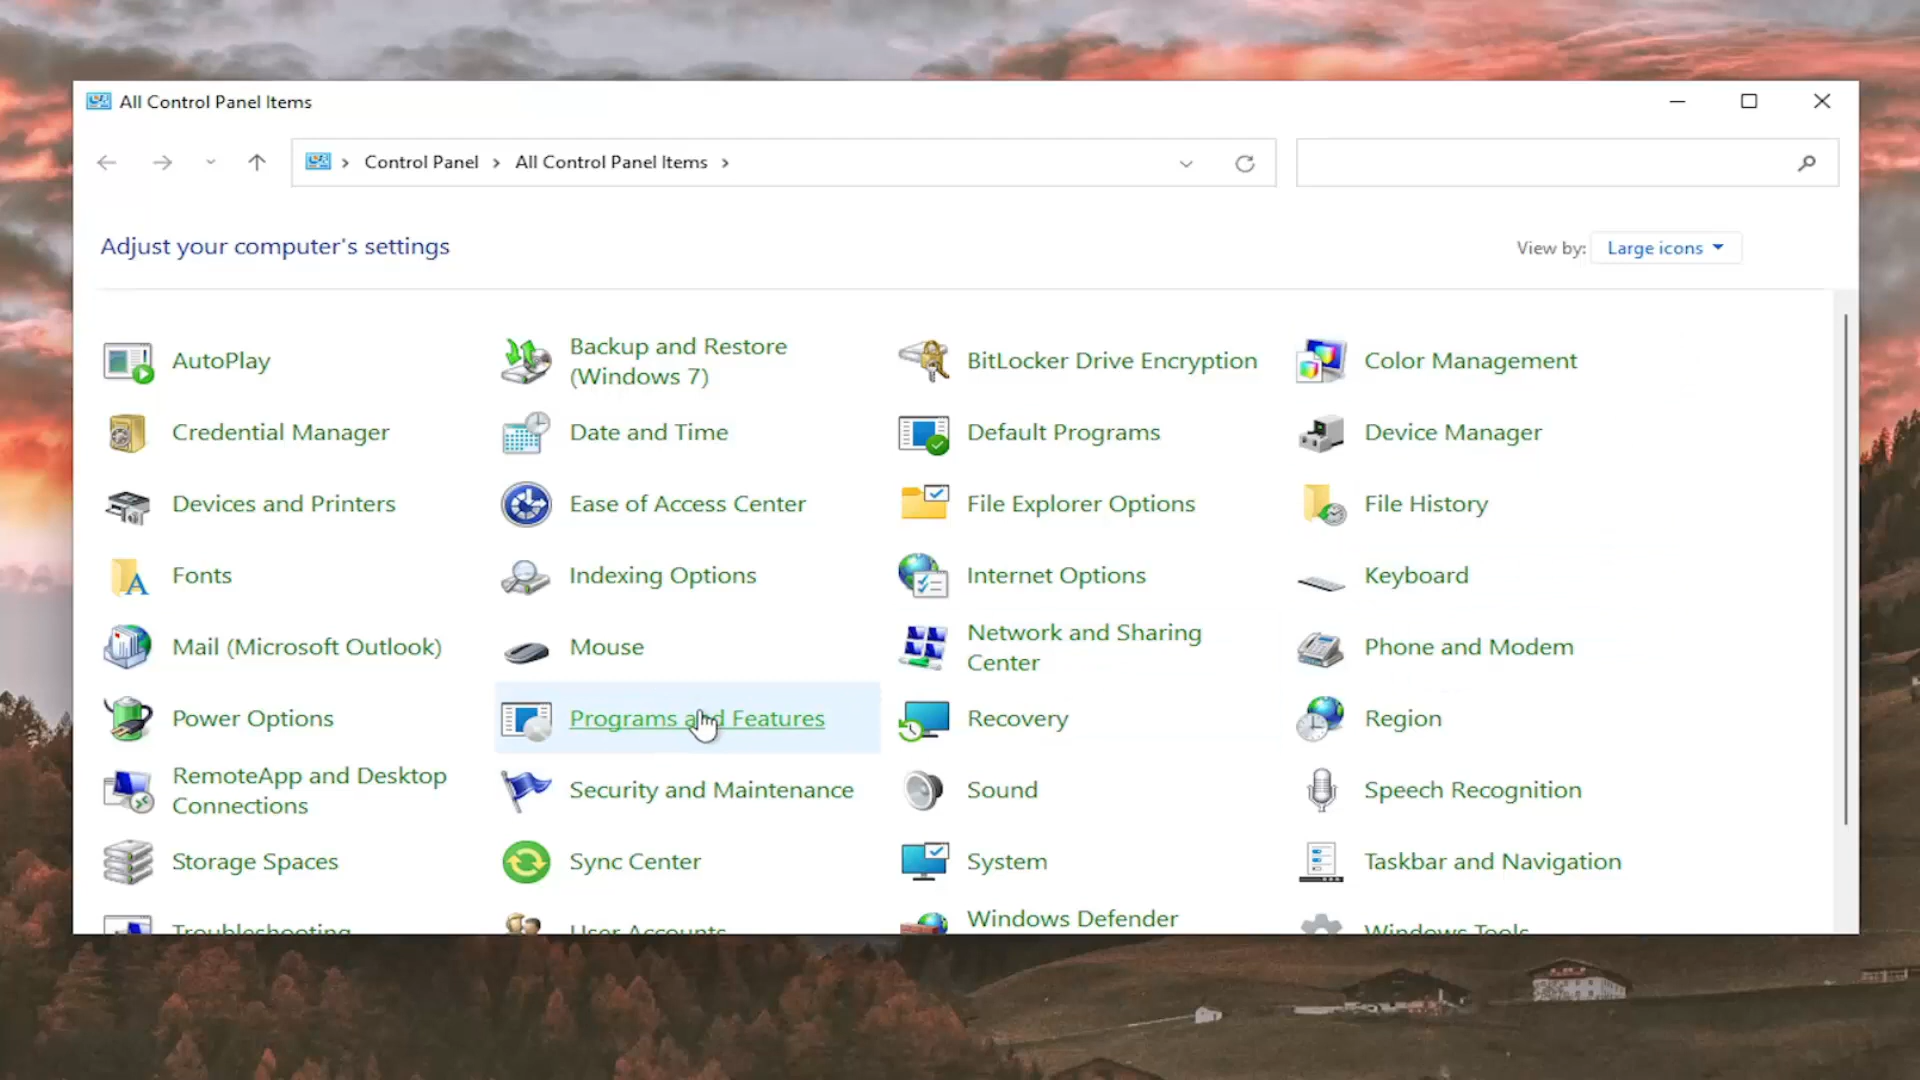 All Control Panel Items
Control Panel
All Control Panel Items
Adjust your computer's settings
View by:
Large icons
AutoPlay
Backup and Restore
(Windows 7)
BitLocker Drive Encryption
Color Management
Credential Manager
Date and Time
Default Programs
Device Manager
Devices and Printers
Ease of Access Center
File Explorer Options
File History
Fonts
Indexing Options
Internet Options
Keyboard
Mail (Microsoft Outlook)
Mouse
Network and Sharing
Center
Phone and Modem
Power Options
Programs and Features
Recovery
Region
RemoteApp and Desktop
Connections
Security and Maintenance
Sound
Speech Recognition
Storage Spaces
Sync Center
System
Taskbar and Navigation
Troubleshooting
User Accounts
Windows Defender
Windows Tools